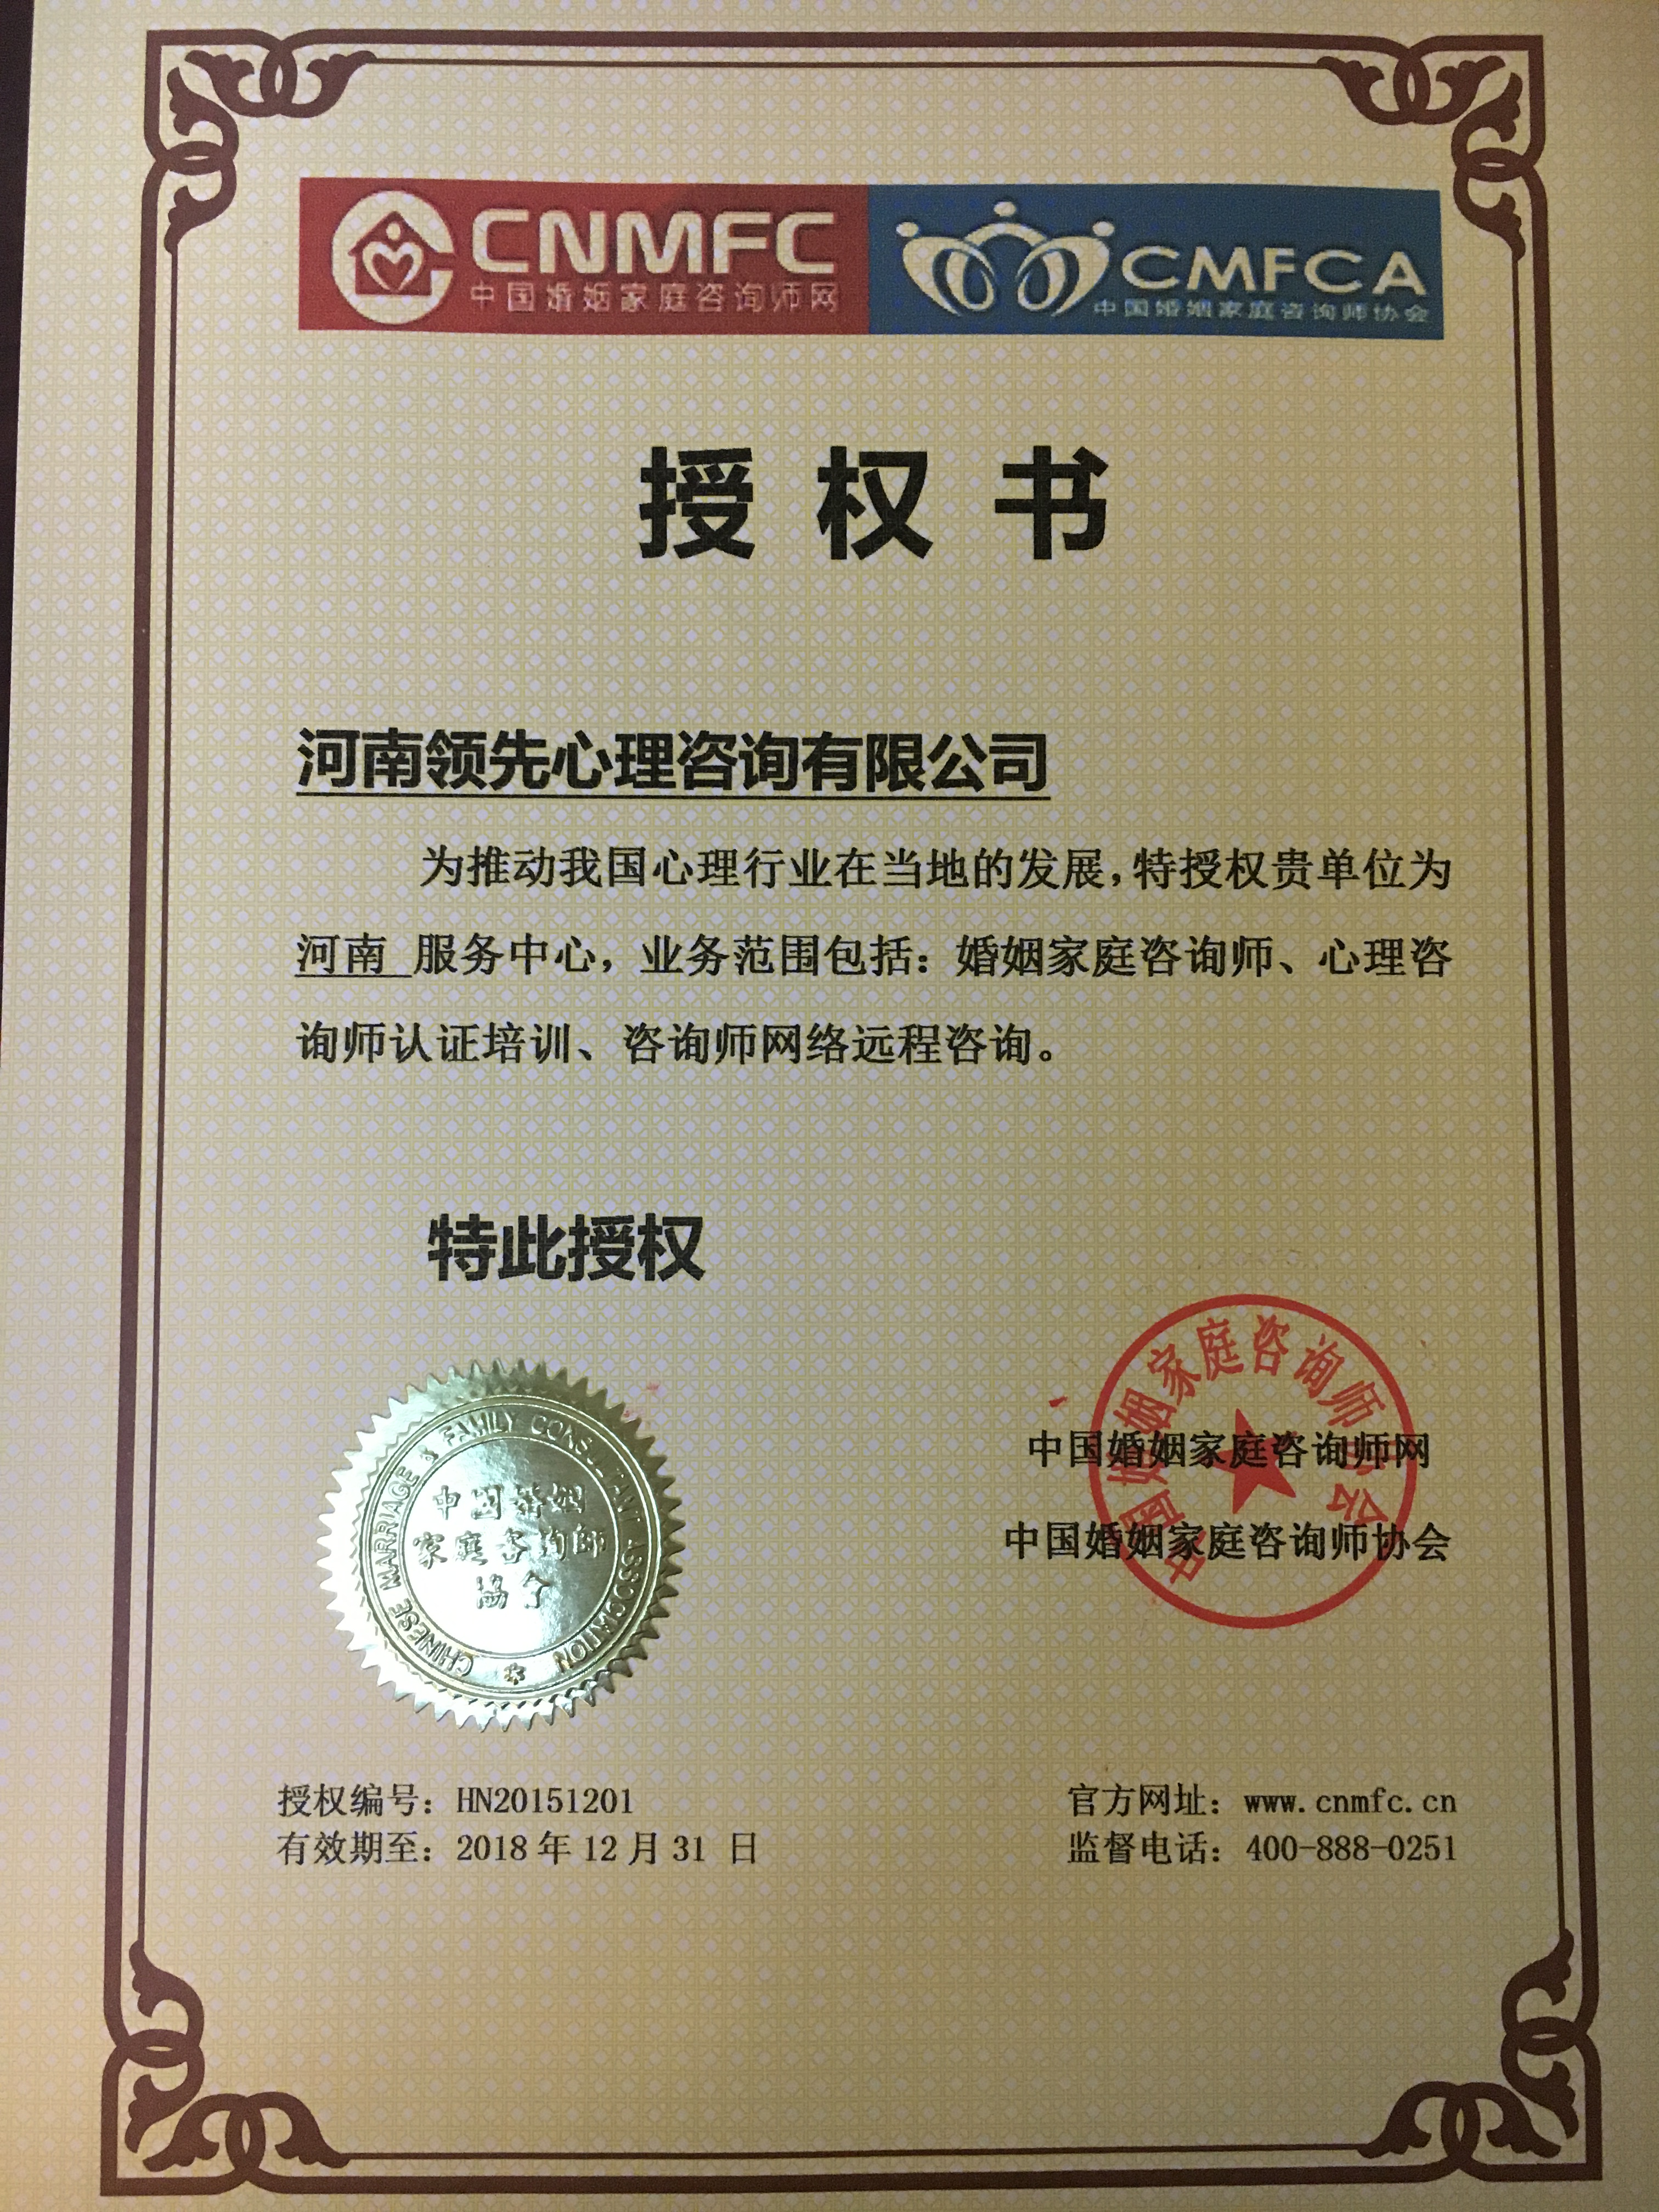 CNMFC
中国婚姻家庭咨询师网
CMFCA
中国婚姻家庭咨询师协会
授权书
河南领先心理咨询有限公司
为推动我国心理行业在当地的发展,特授权贵单位为
河南 服务中心，业务范围包括：婚姻家庭咨询师、心理咨
询师认证培训、咨询师网络远程咨询。
特此授权
中国婚姻家庭咨询师协会
中国婚姻家庭咨询师网
中国婚姻家庭咨询师协会
CHINESE MARRIAGE & FAMILY CONSULTANT ASSOCIATION
中国婚姻
家庭咨询師
協会
授权编号：HN20151201
有效期至：2018年12月31 日
官方网址：www.cnmfc.cn
监督电话：400-888-0251